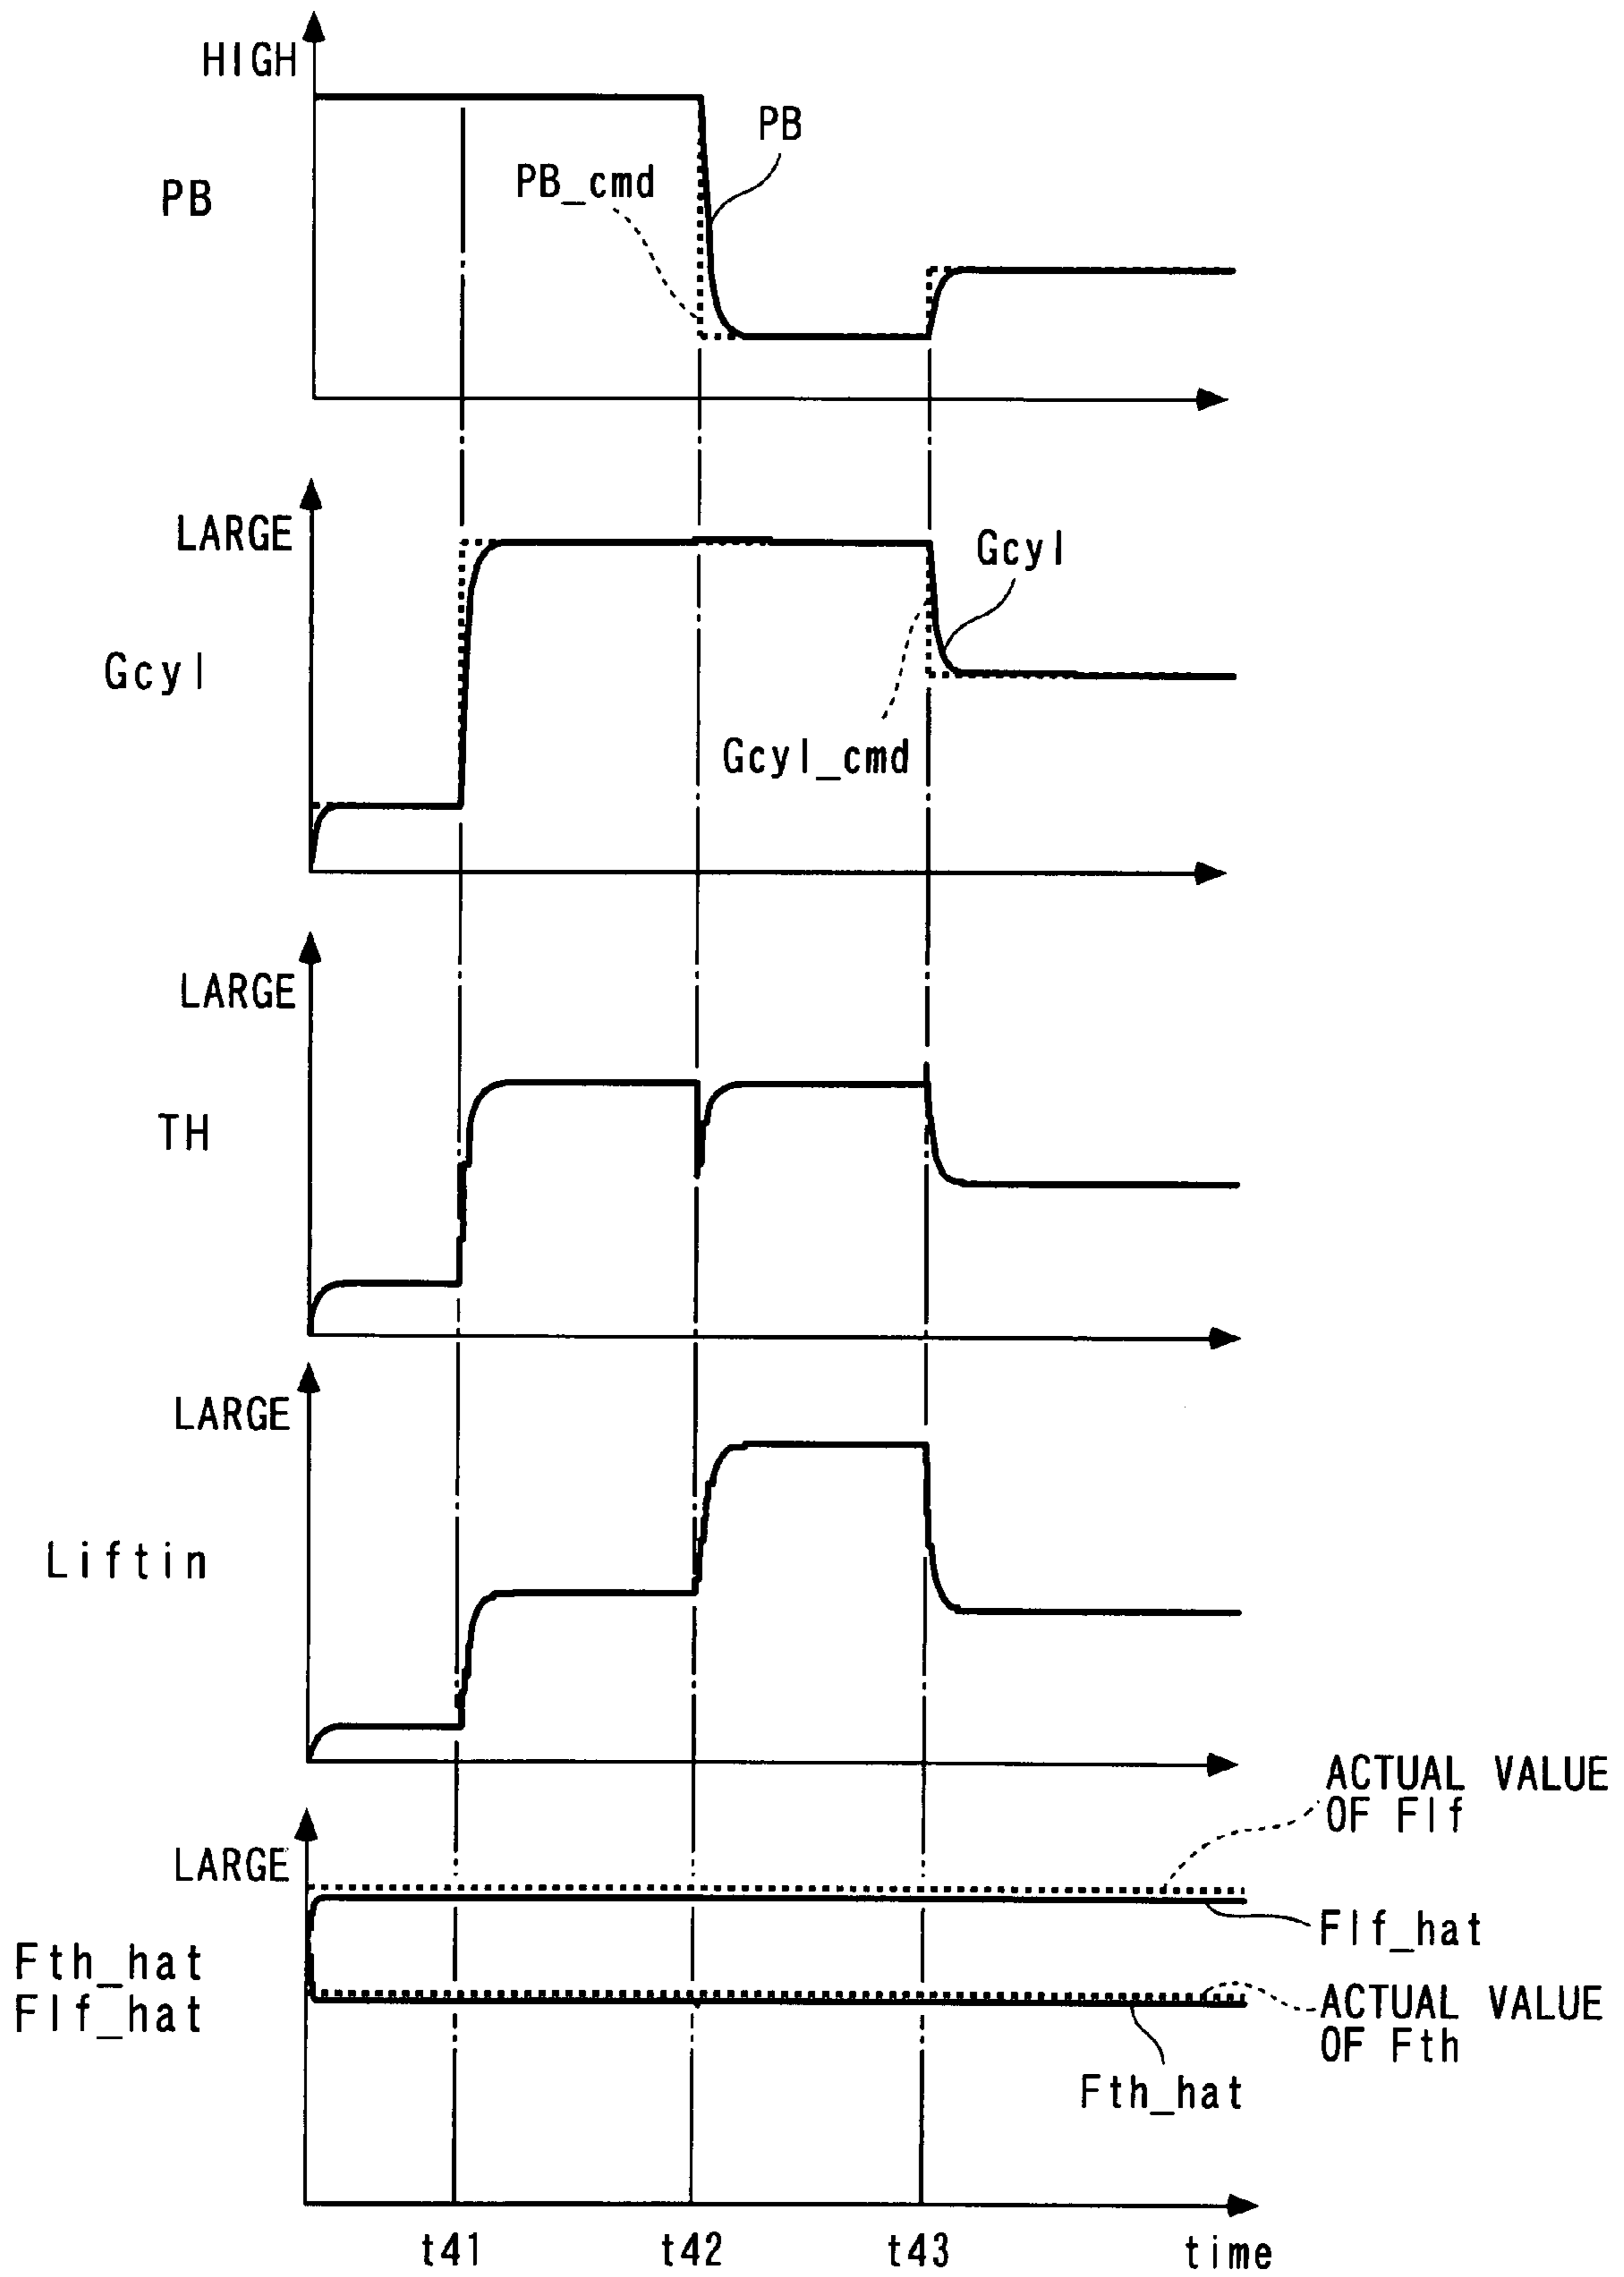 HIGH
PB
PB_cmd
PB
LARGE
Gcyl
Gcyl
Gcyl_cmd
LARGE
TH
LARGE
Liftin
ACTUAL VALUE
OF Flf
LARGE
Flf_hat
Fth_hat
Flf_hat
ACTUAL VALUE
OF Fth
Fth_hat
t41
t42
t43
time